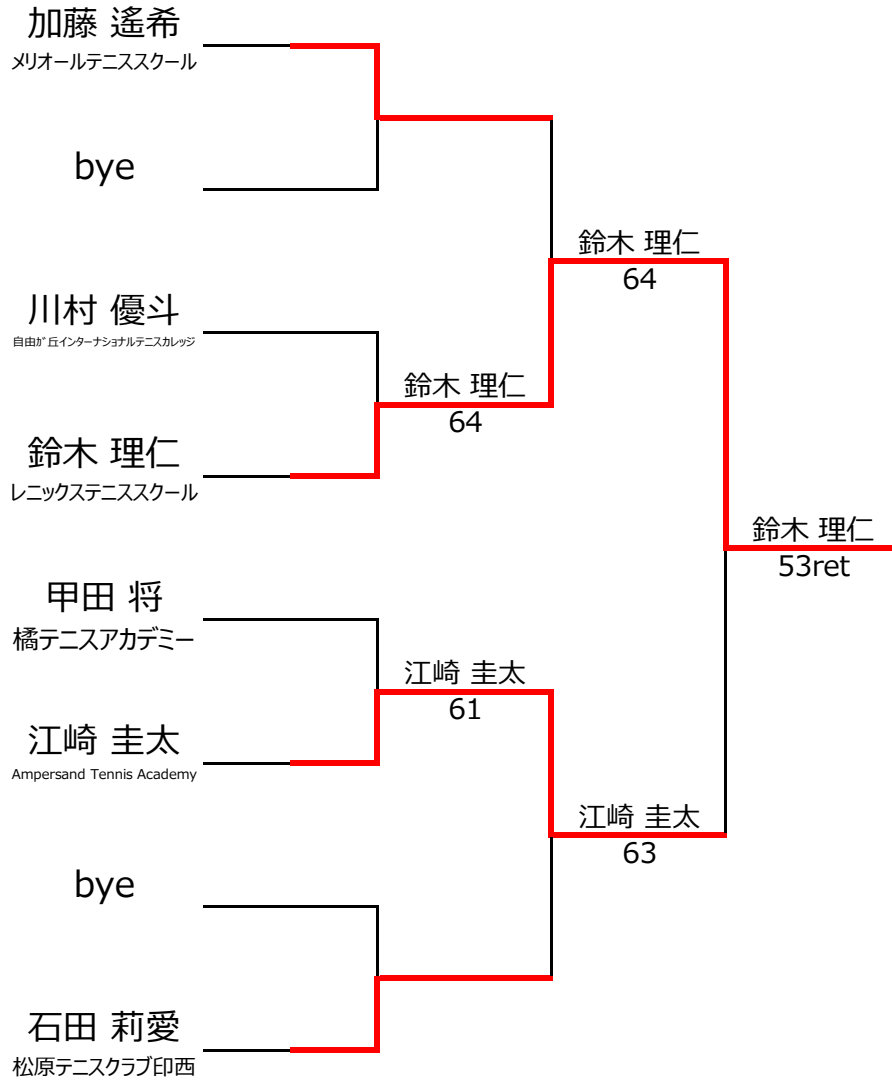 加藤 遙希
メリオールテニススクール
bye
川村 優斗
自由が丘インターナショナルテニスカレッジ
鈴木 理仁
レニックステニススクール
甲田 将
橘テニスアカデミー
江崎 圭太
Ampersand Tennis Academy
bye
石田 莉愛
松原テニスクラブ印西
鈴木 理仁
64
江崎 圭太
61
鈴木 理仁
64
江崎 圭太
63
鈴木 理仁
53ret